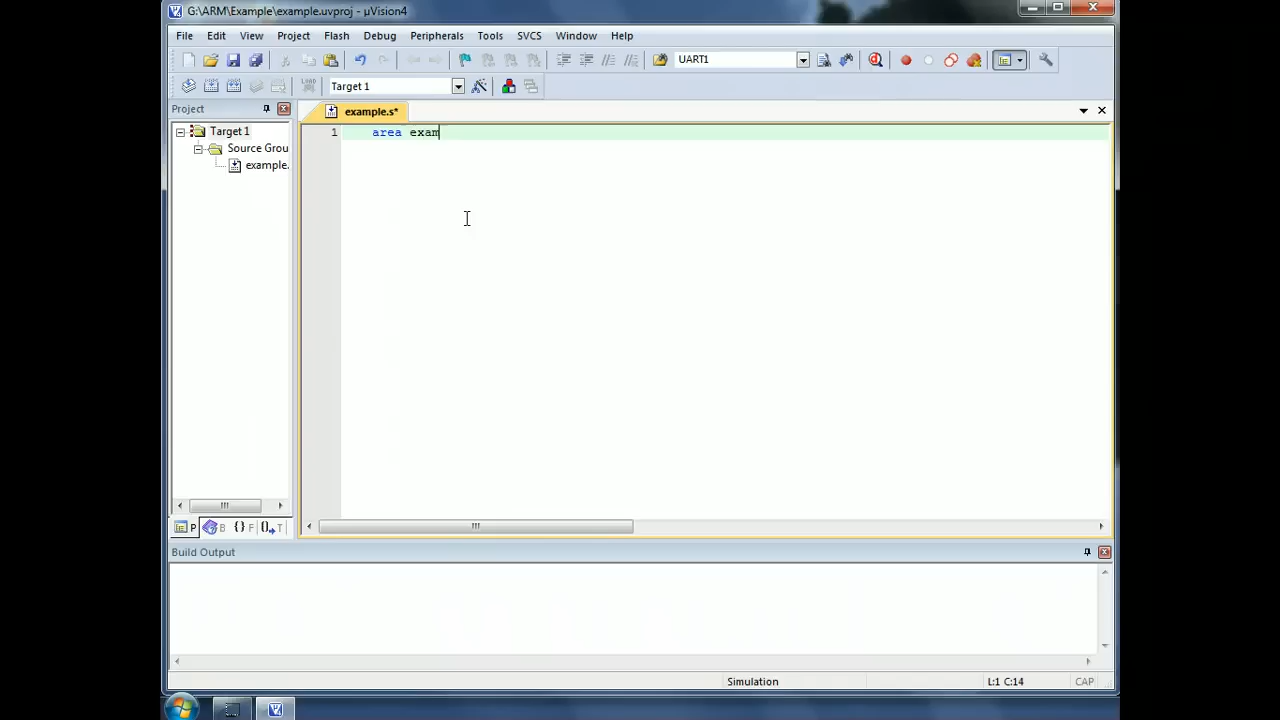 G:\ARM\Example\example.uvproj - µVision4
File Edit View Project Flash Debug Peripherals Tools SVCS Window Help
UART1
LOAD Target 1
Project
example.s*
Target 1
Source Grou
example.
1 area exam
P B {} F {}, T
Build Output
Simulation L:1 C:14 CAP